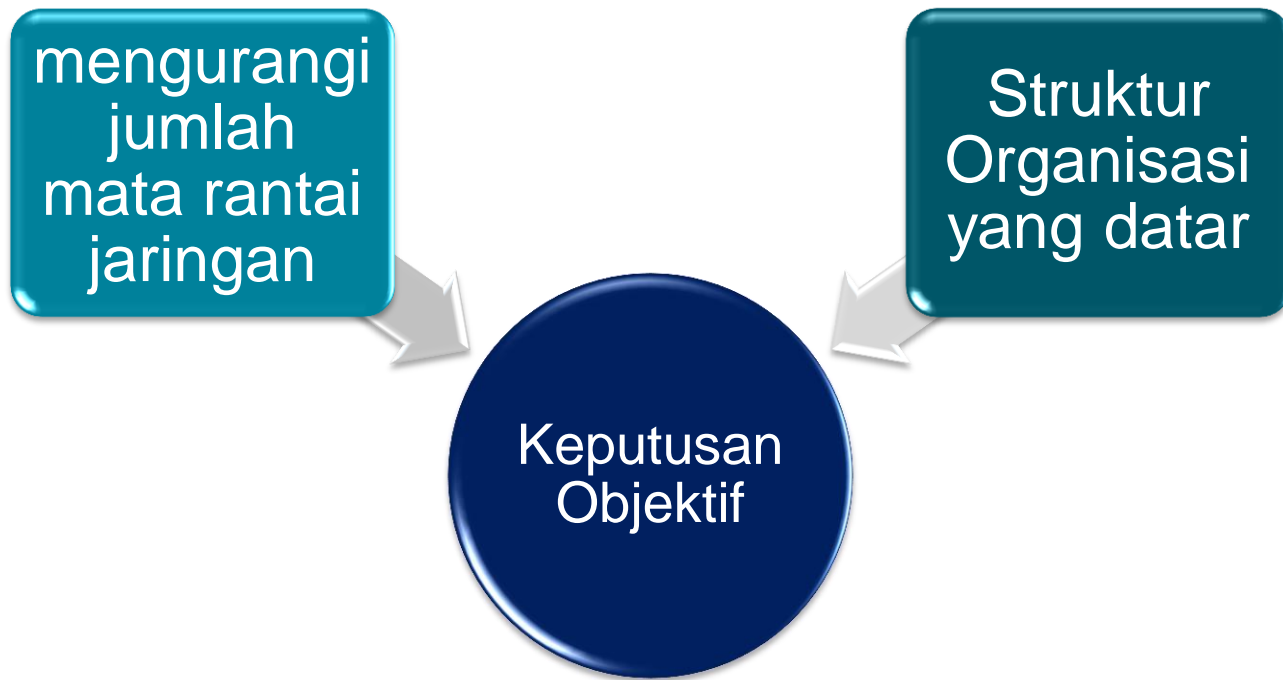 mengurangi
jumlah
mata rantai
jaringan
Struktur
Organisasi
yang datar
Keputusan
Objektif